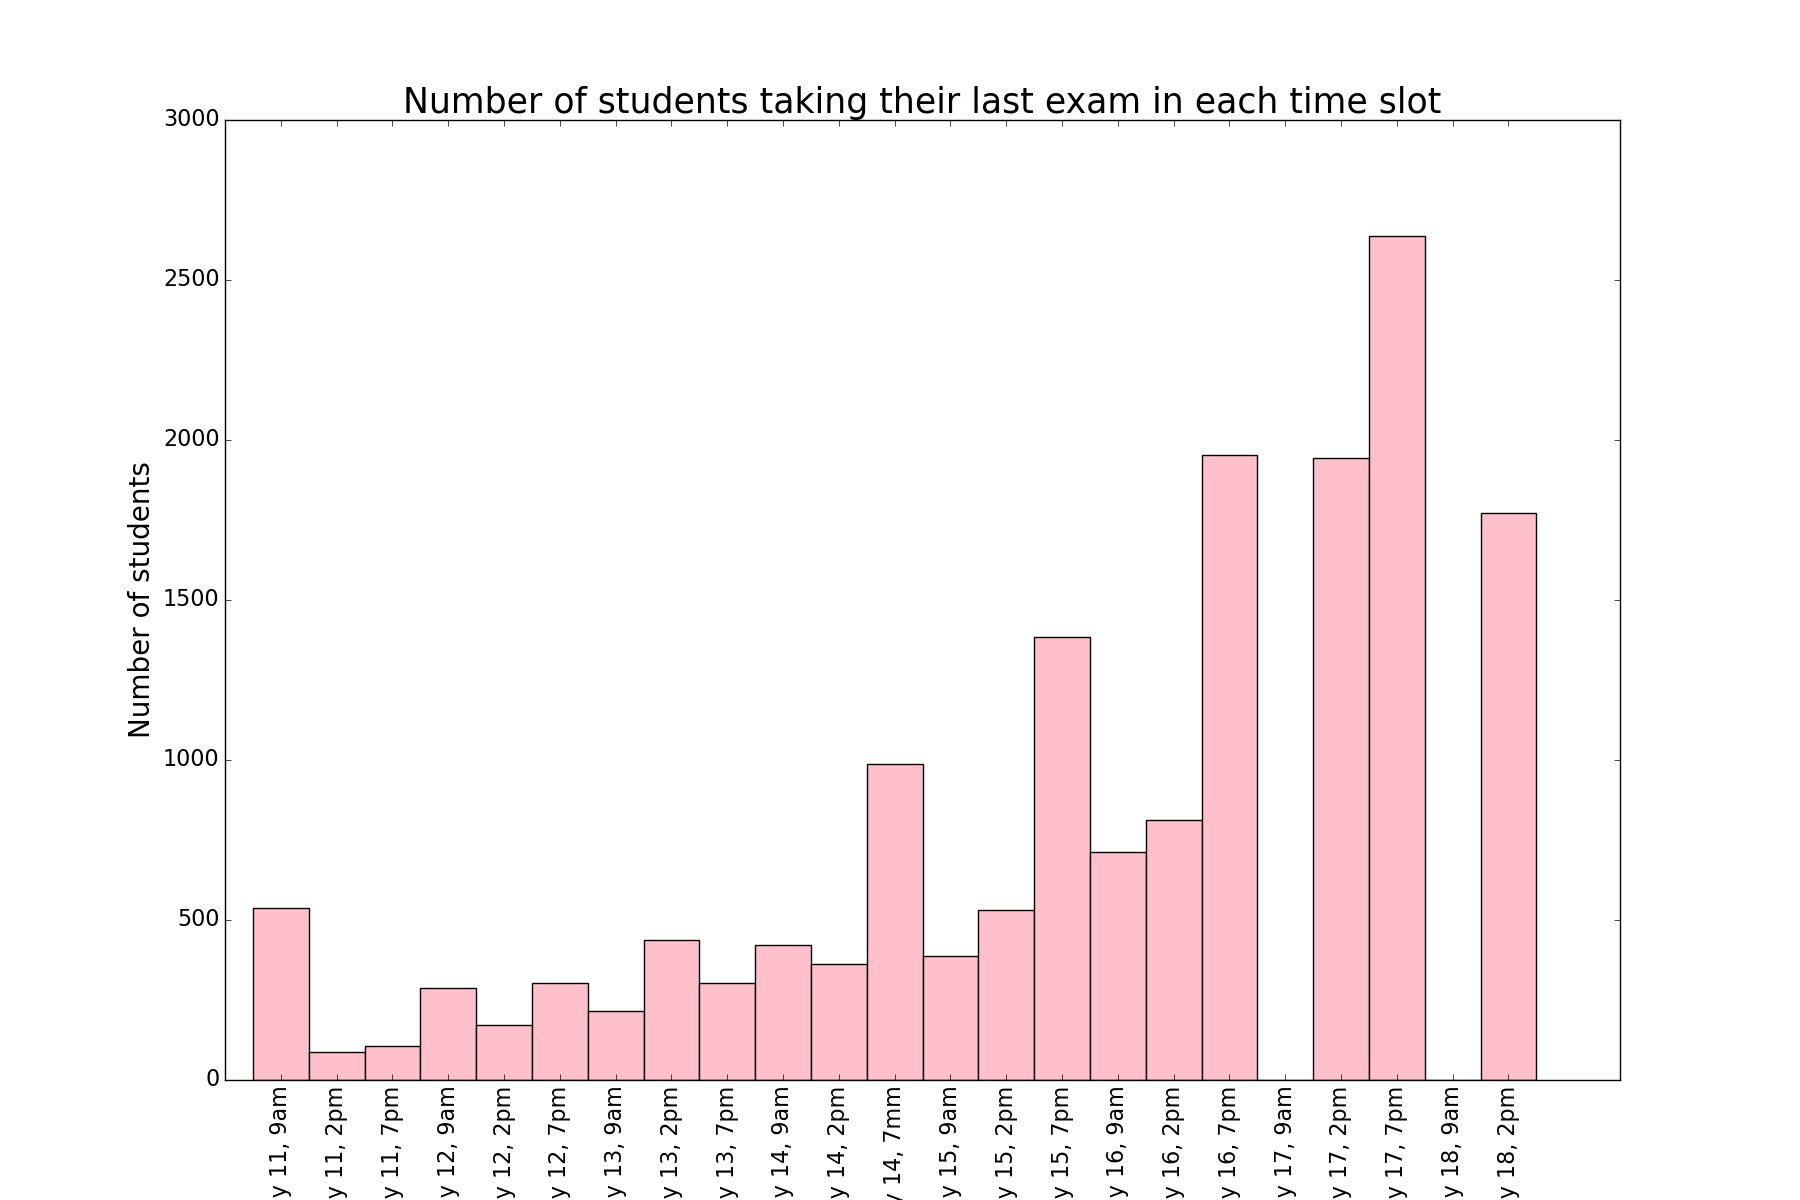 Number of students taking their last exam in each time slot
Number of students
3000
2500
2000
1500
1000
500
0
y 11, 9am
y 11, 2pm
y 11, 7pm
y 12, 9am
y 12, 2pm
y 12, 7pm
y 13, 9am
y 13, 2pm
y 13, 7pm
y 14, 9am
y 14, 2pm
y 14, 7mm
y 15, 9am
y 15, 2pm
y 15, 7pm
y 16, 9am
y 16, 2pm
y 16, 7pm
y 17, 9am
y 17, 2pm
y 17, 7pm
y 18, 9am
y 18, 2pm